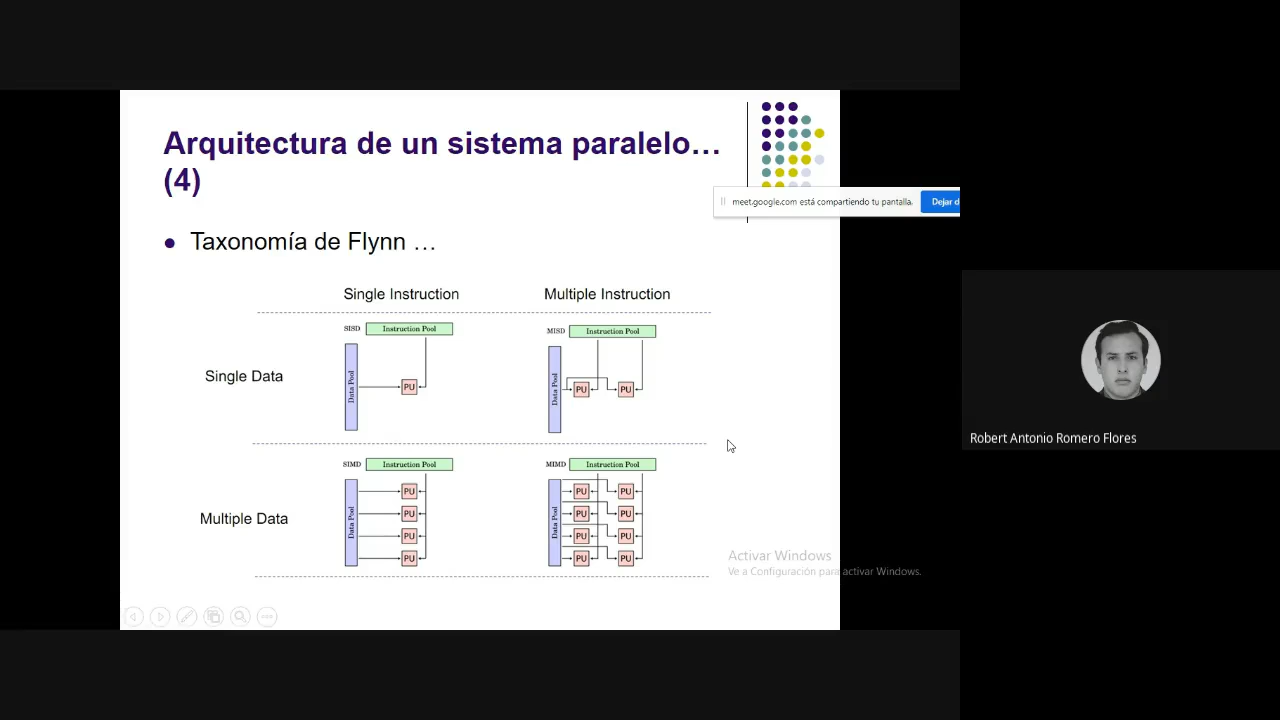 Arquitectura de un sistema paralelo…
(4)
meet.google.com está compartiendo tu pantalla.
Dejar d
Taxonomía de Flynn …
Single Instruction
Multiple Instruction
SISD
Instruction Pool
MISD
Instruction Pool
Single Data
Data Pool
PU
Data Pool
PU
PU
Robert Antonio Romero Flores
SIMD
Instruction Pool
MIMD
Instruction Pool
Multiple Data
Data Pool
PU
PU
PU
PU
Data Pool
PU
PU
PU
PU
PU
PU
PU
PU
Activar Windows
Ve a Configuración para activar Windows.